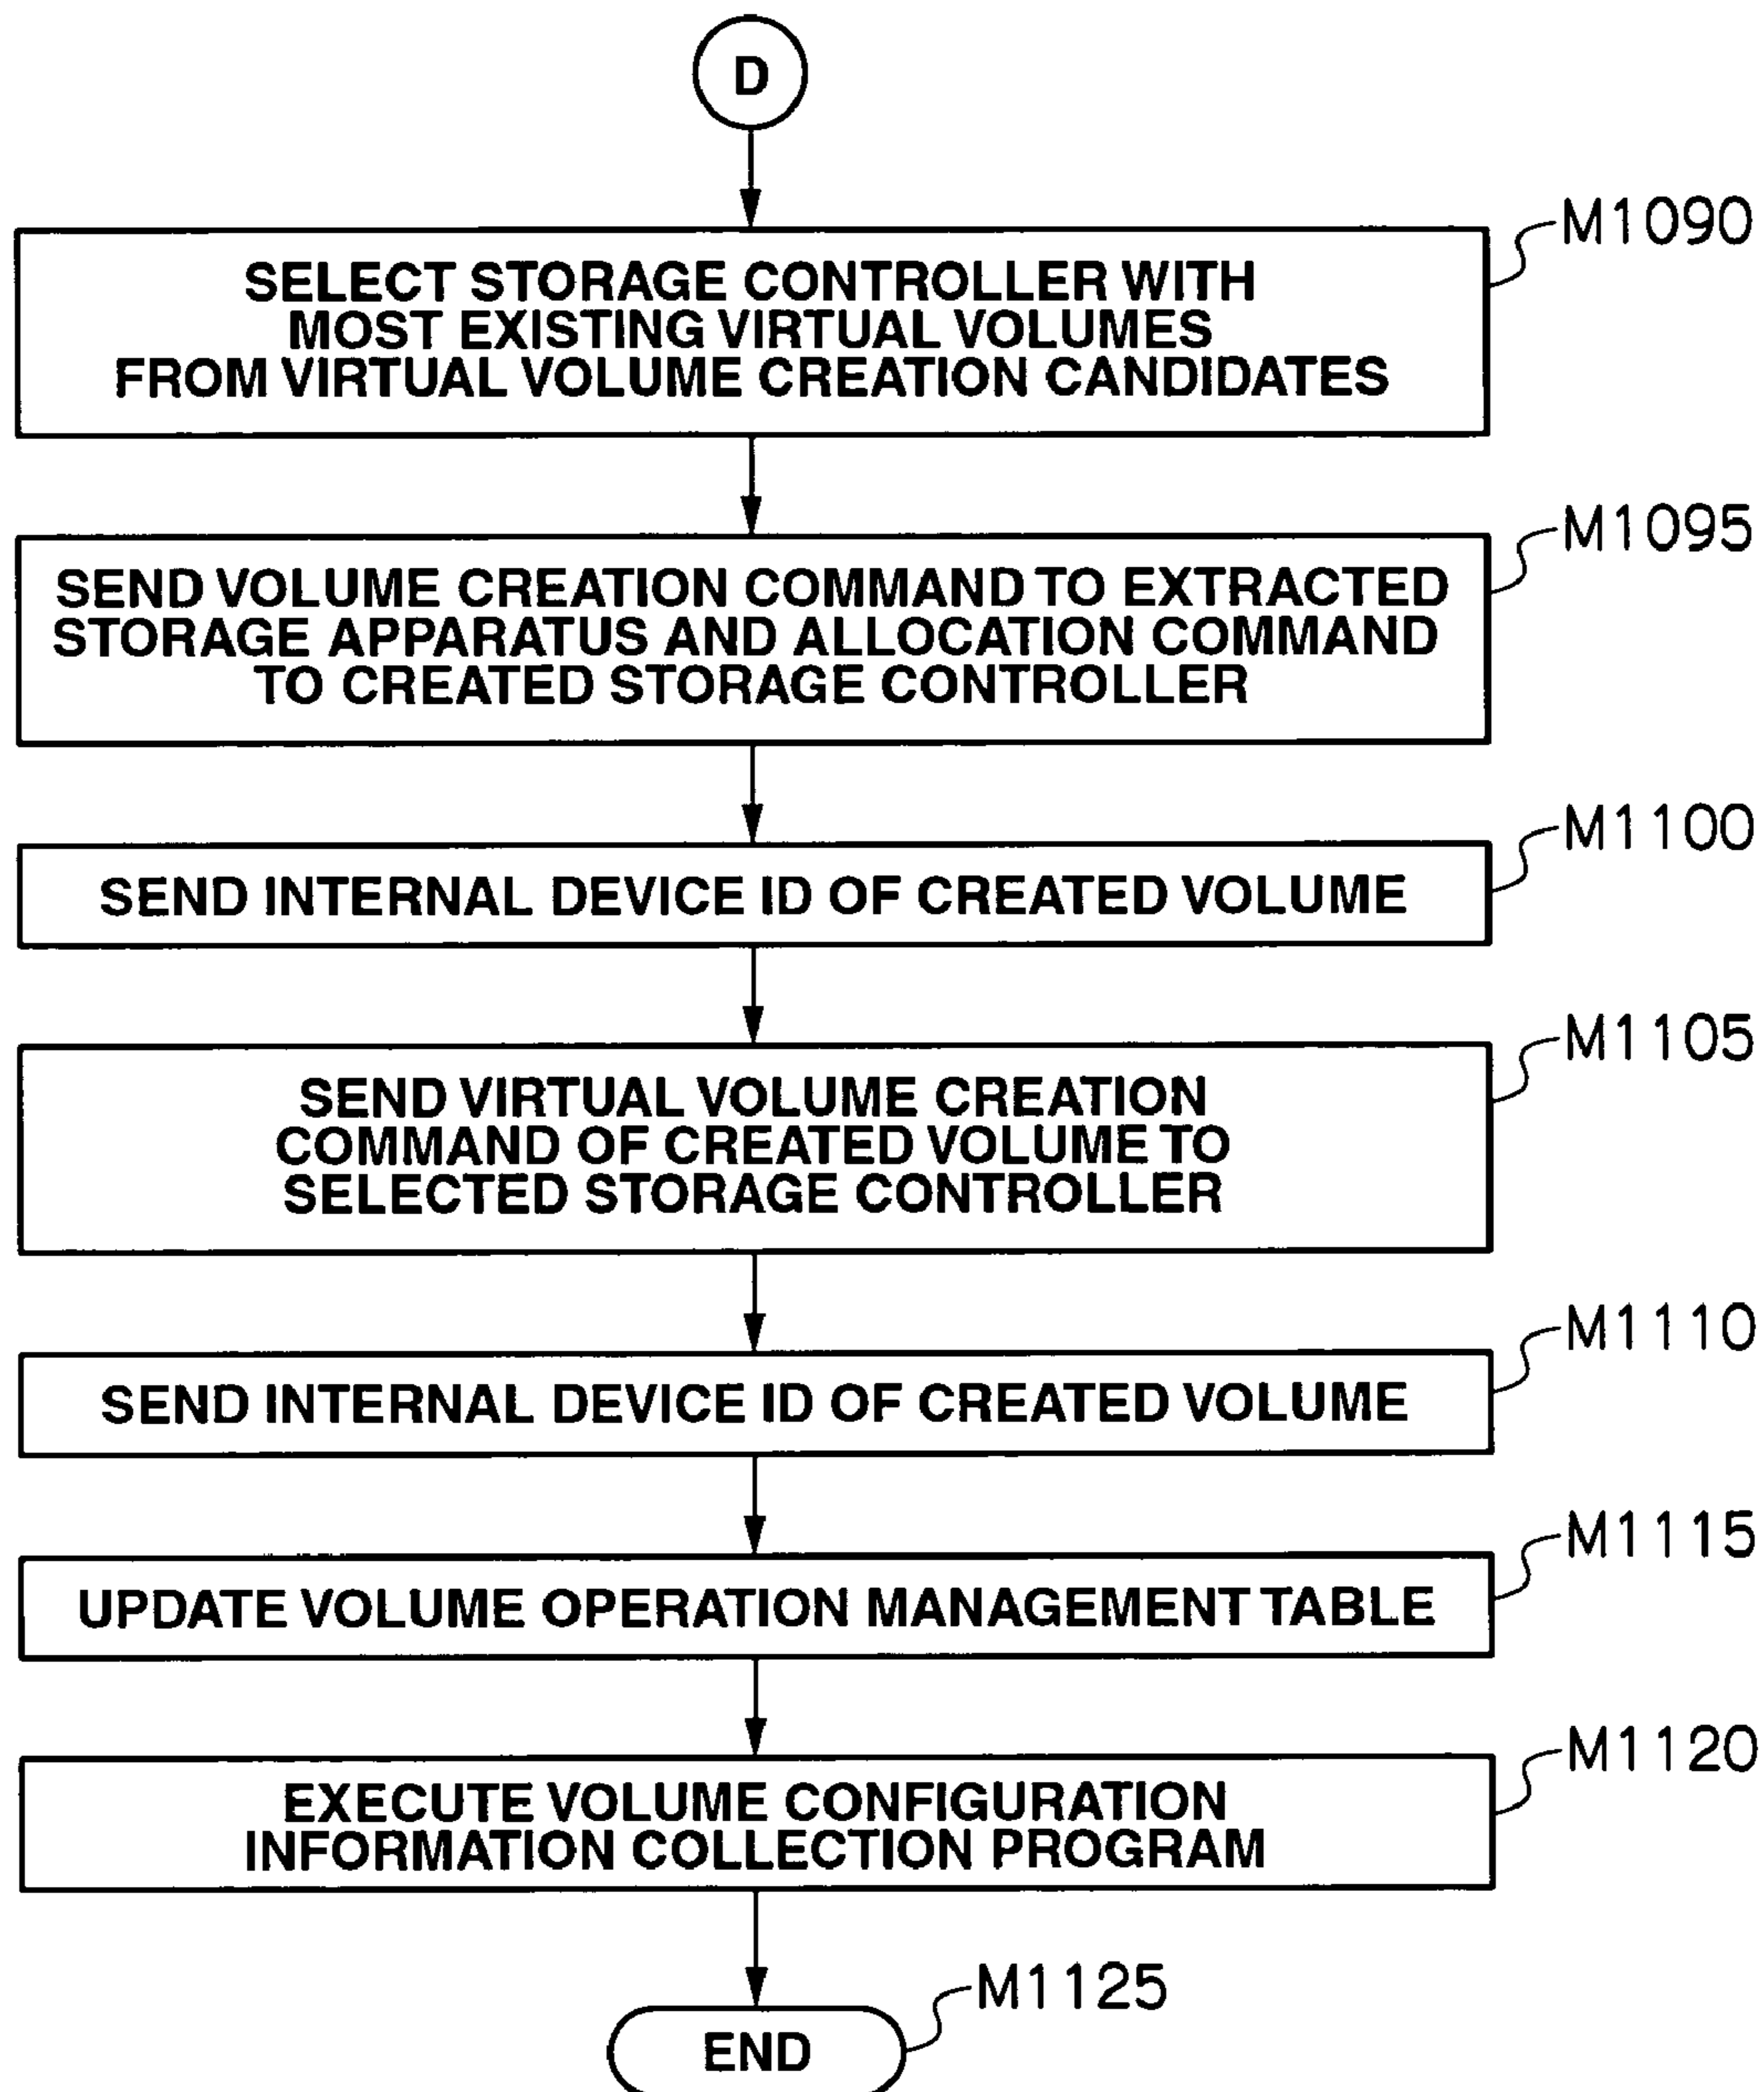 D
M1090
SELECT STORAGE CONTROLLER WITH
MOST EXISTING VIRTUAL VOLUMES
FROM VIRTUAL VOLUME CREATION CANDIDATES
M1095
SEND VOLUME CREATION COMMAND TO EXTRACTED
STORAGE APPARATUS AND ALLOCATION COMMAND
TO CREATED STORAGE CONTROLLER
M1100
SEND INTERNAL DEVICE ID OF CREATED VOLUME
M1105
SEND VIRTUAL VOLUME CREATION
COMMAND OF CREATED VOLUME TO
SELECTED STORAGE CONTROLLER
M1110
SEND INTERNAL DEVICE ID OF CREATED VOLUME
M1115
UPDATE VOLUME OPERATION MANAGEMENT TABLE
M1120
EXECUTE VOLUME CONFIGURATION
INFORMATION COLLECTION PROGRAM
M1125
END